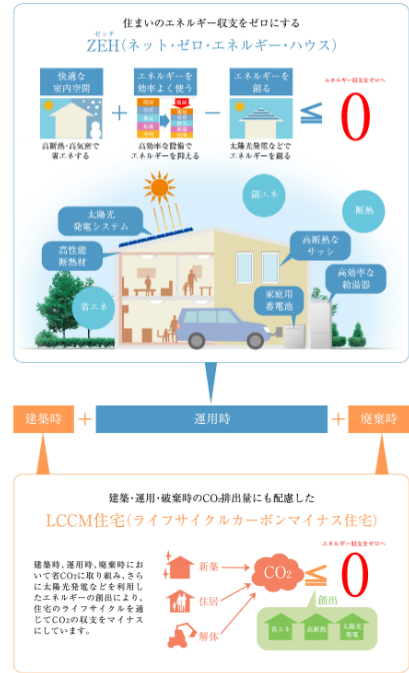 住まいのエネルギー収支をゼロにする
ゼッチ
ZEH(ネット・ゼロ・エネルギー・ハウス)
快適な
室内空間
+
エネルギーを
効率よく使う
−
エネルギーを
創る
≦
エネルギー収支をゼロへ
0
高断熱・高気密で
省エネする
高効率な設備で
エネルギーを抑える
太陽光発電などで
エネルギーを創る
創エネ
断熱
太陽光
発電システム
高性能
断熱材
高断熱な
サッシ
高効率な
給湯器
省エネ
家庭用
蓄電池
建築時 + 運用時 + 廃棄時
建築・運用・破棄時のCO₂排出量にも配慮した
LCCM住宅(ライフサイクルカーボンマイナス住宅)
建築時、運用時、廃棄時に
おいて省CO₂に取り組み、さら
に太陽光発電などを利用し
たエネルギーの創出により、
住宅のライフサイクルを通
じてCO₂の収支をマイナス
にしています。
新築
住居
解体
CO₂
≦
エネルギー収支をゼロへ
0
創出
省エネ
高断熱
太陽光
発電